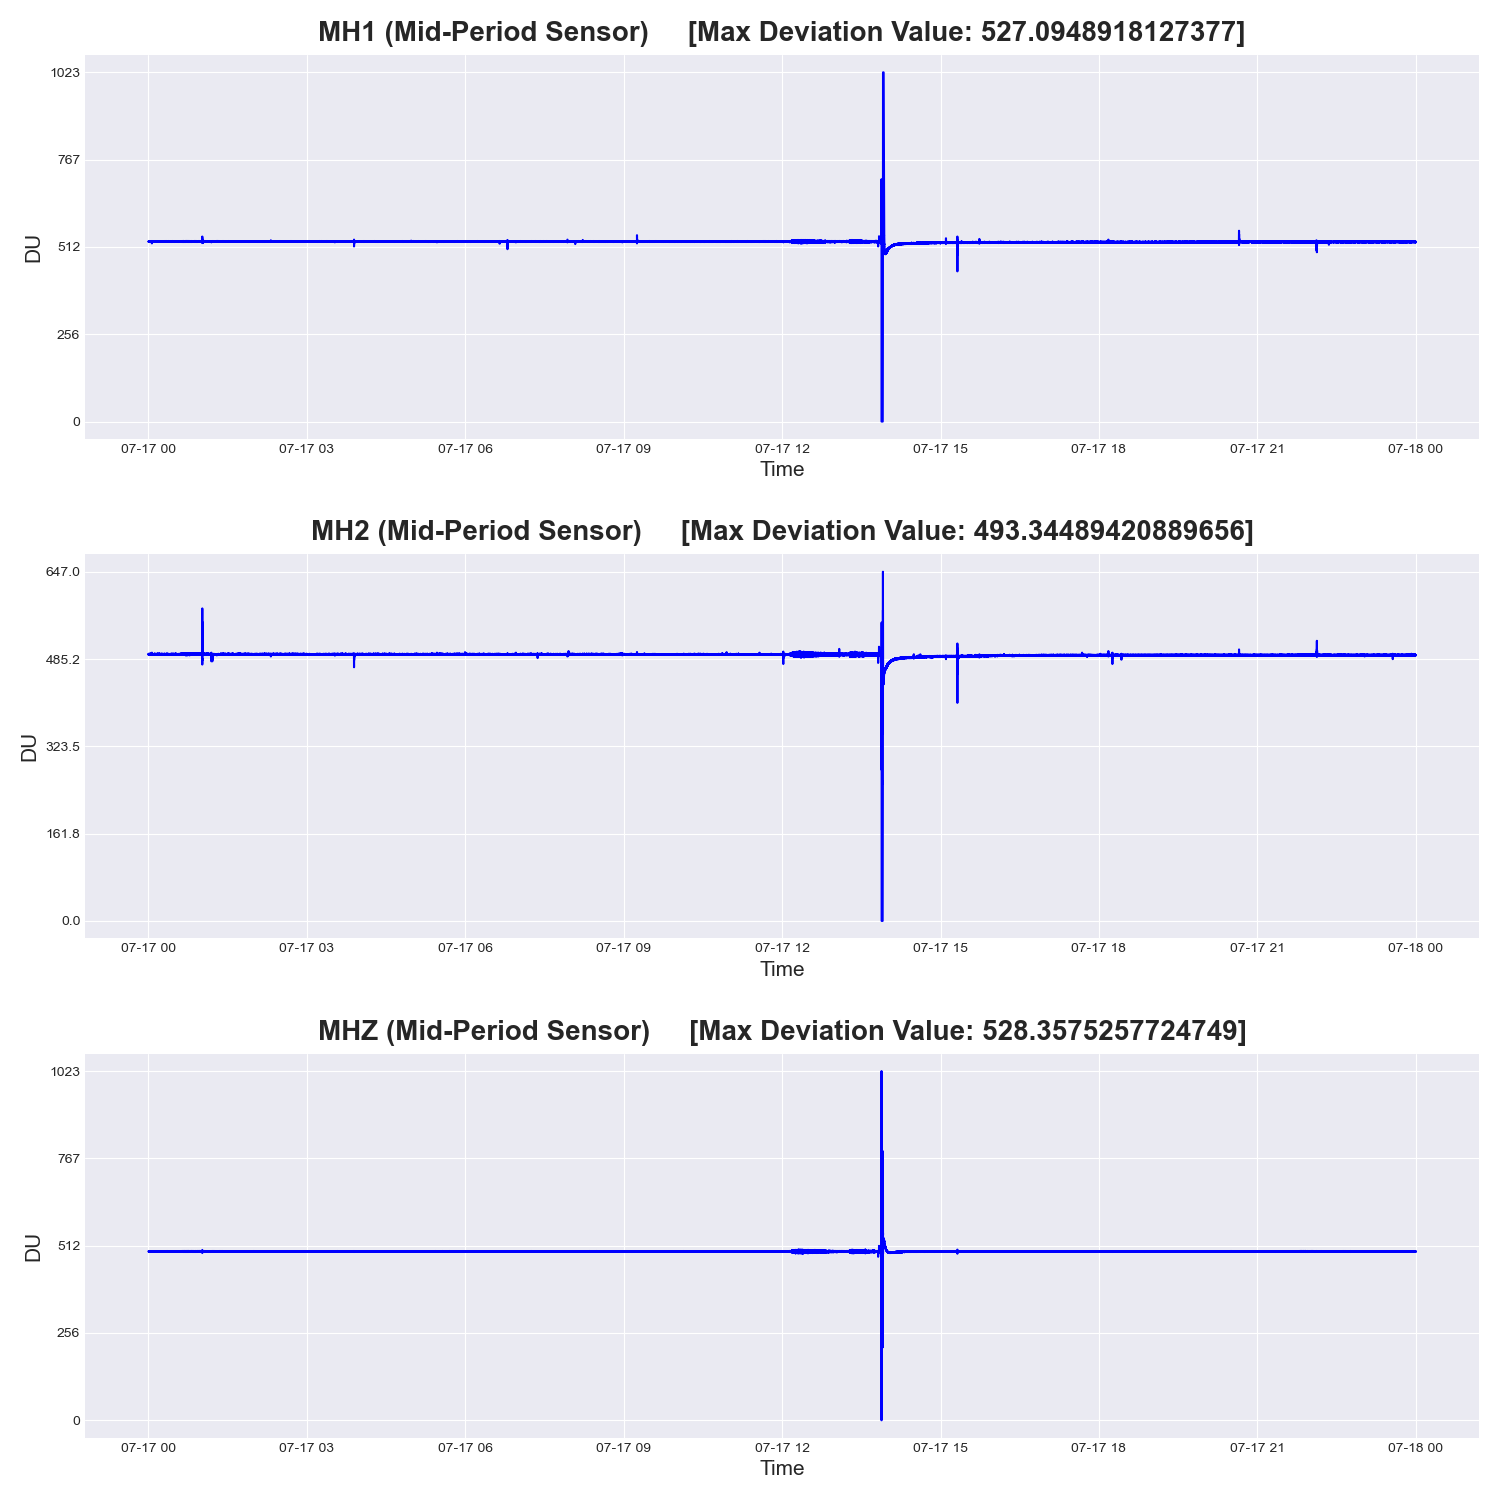 MH1 (Mid-Period Sensor) [Max Deviation Value: 527.0948918127377]
1023
767
512
256
0
DU
07-17 00 07-17 03 07-17 06 07-17 09 07-17 12 07-17 15 07-17 18 07-17 21 07-18 00
Time
MH2 (Mid-Period Sensor) [Max Deviation Value: 493.34489420889656]
647.0
485.2
323.5
161.8
0.0
DU
07-17 00 07-17 03 07-17 06 07-17 09 07-17 12 07-17 15 07-17 18 07-17 21 07-18 00
Time
MHZ (Mid-Period Sensor) [Max Deviation Value: 528.3575257724749]
1023
767
512
256
0
DU
07-17 00 07-17 03 07-17 06 07-17 09 07-17 12 07-17 15 07-17 18 07-17 21 07-18 00
Time